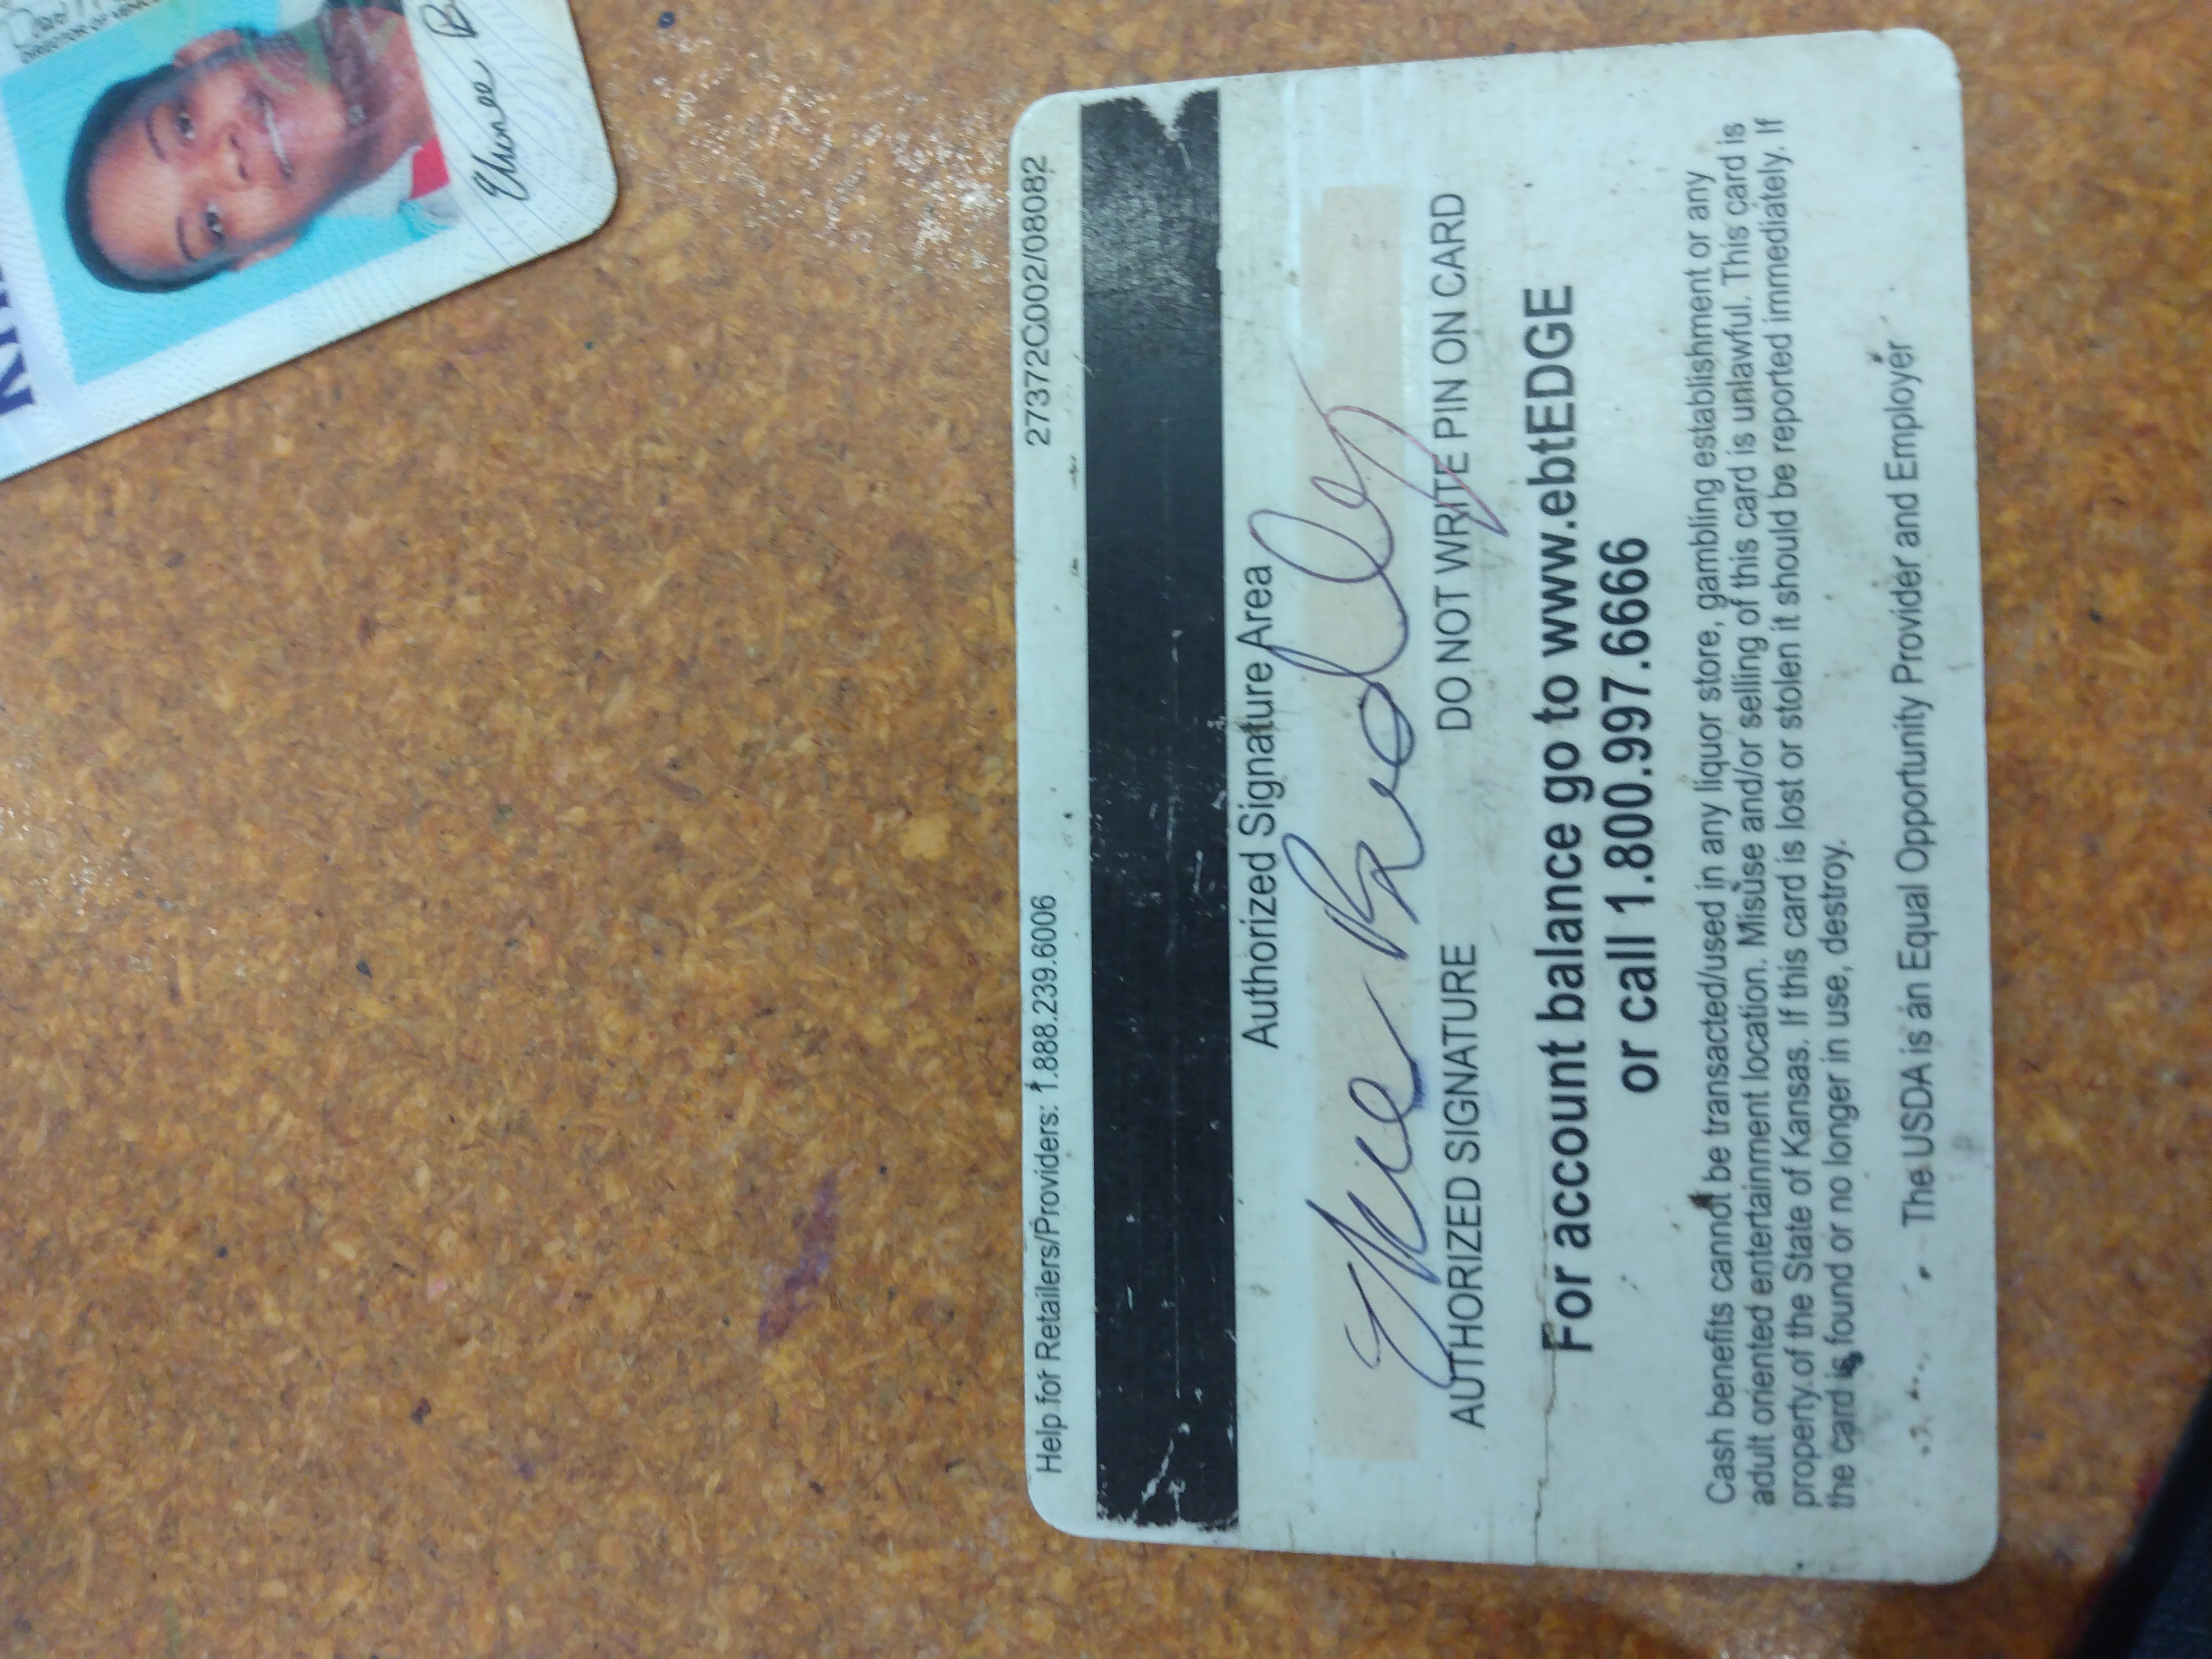 Help for Retailers/Providers: 1.888.239.6006 27372C002/08082
Authorized Signature Area
AUTHORIZED SIGNATURE DO NOT WRITE PIN ON CARD
For account balance go to www.ebtEDGE
or call 1.800.997.6666
Cash benefits cannot be transacted/used in any liquor store, gambling establishment or any
adult oriented entertainment location. Misuse and/or selling of this card is unlawful. This card is
property of the State of Kansas. If this card is lost or stolen it should be reported immediately. If
the card is found or no longer in use, destroy.
The USDA is an Equal Opportunity Provider and Employer